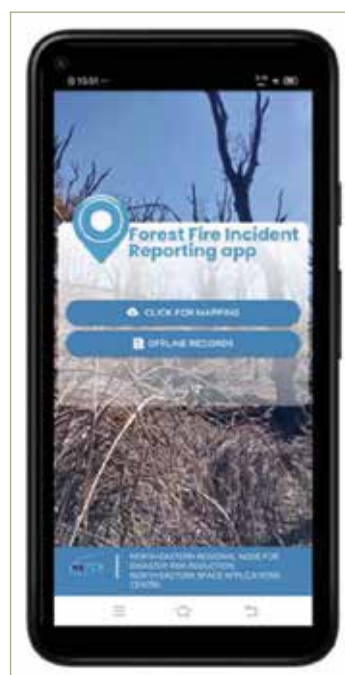 Forest Fire Incident
Reporting app
CLICK FOR MAPPING
OFFLINE RECORDS
NORTH EASTERN REGIONAL NODE FOR
DISASTER RISK REDUCTION
NORTH EASTERN SPACE APPLICATIONS
CENTRE